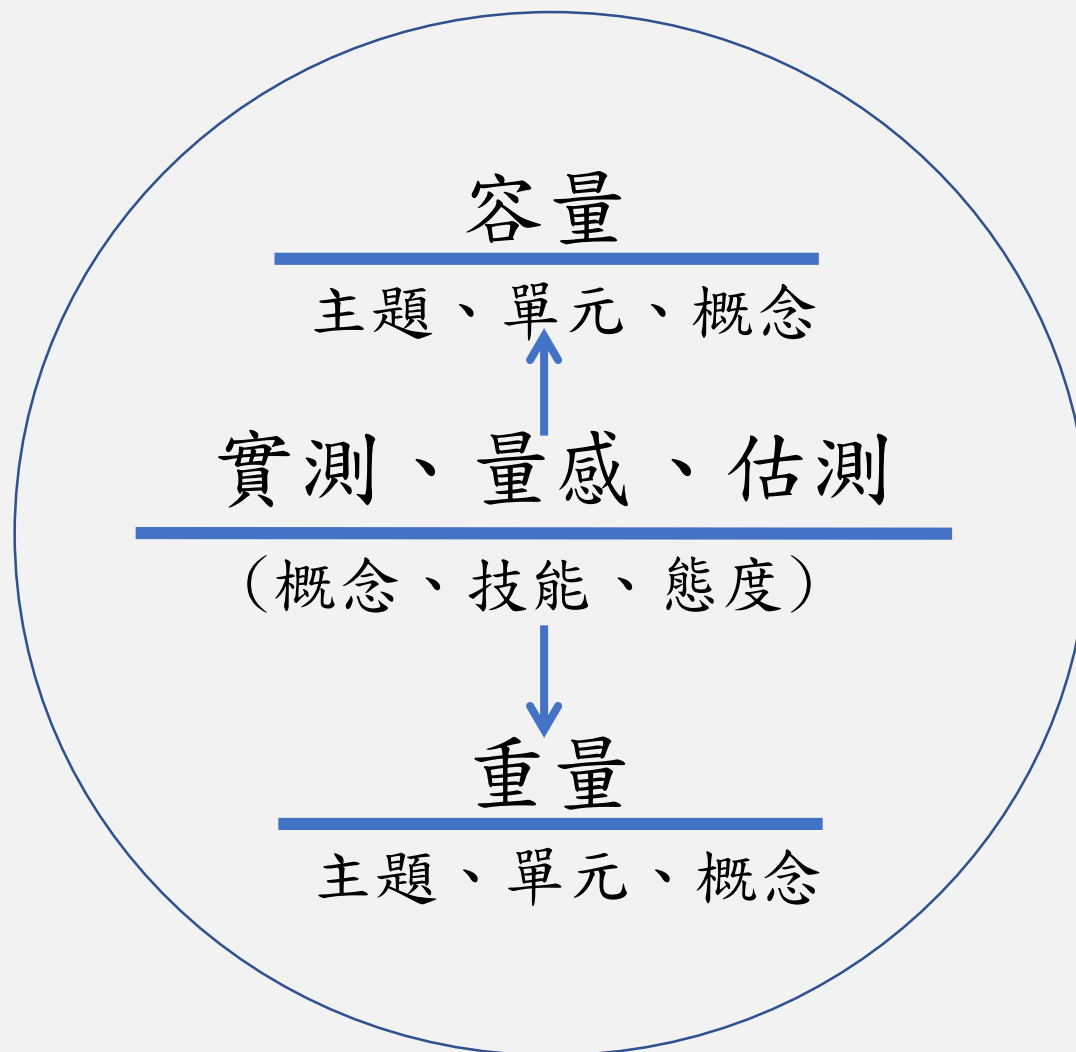 容量
主題、單元、概念
實測、量感、估測
（概念、技能、態度）
重量
主題、單元、概念